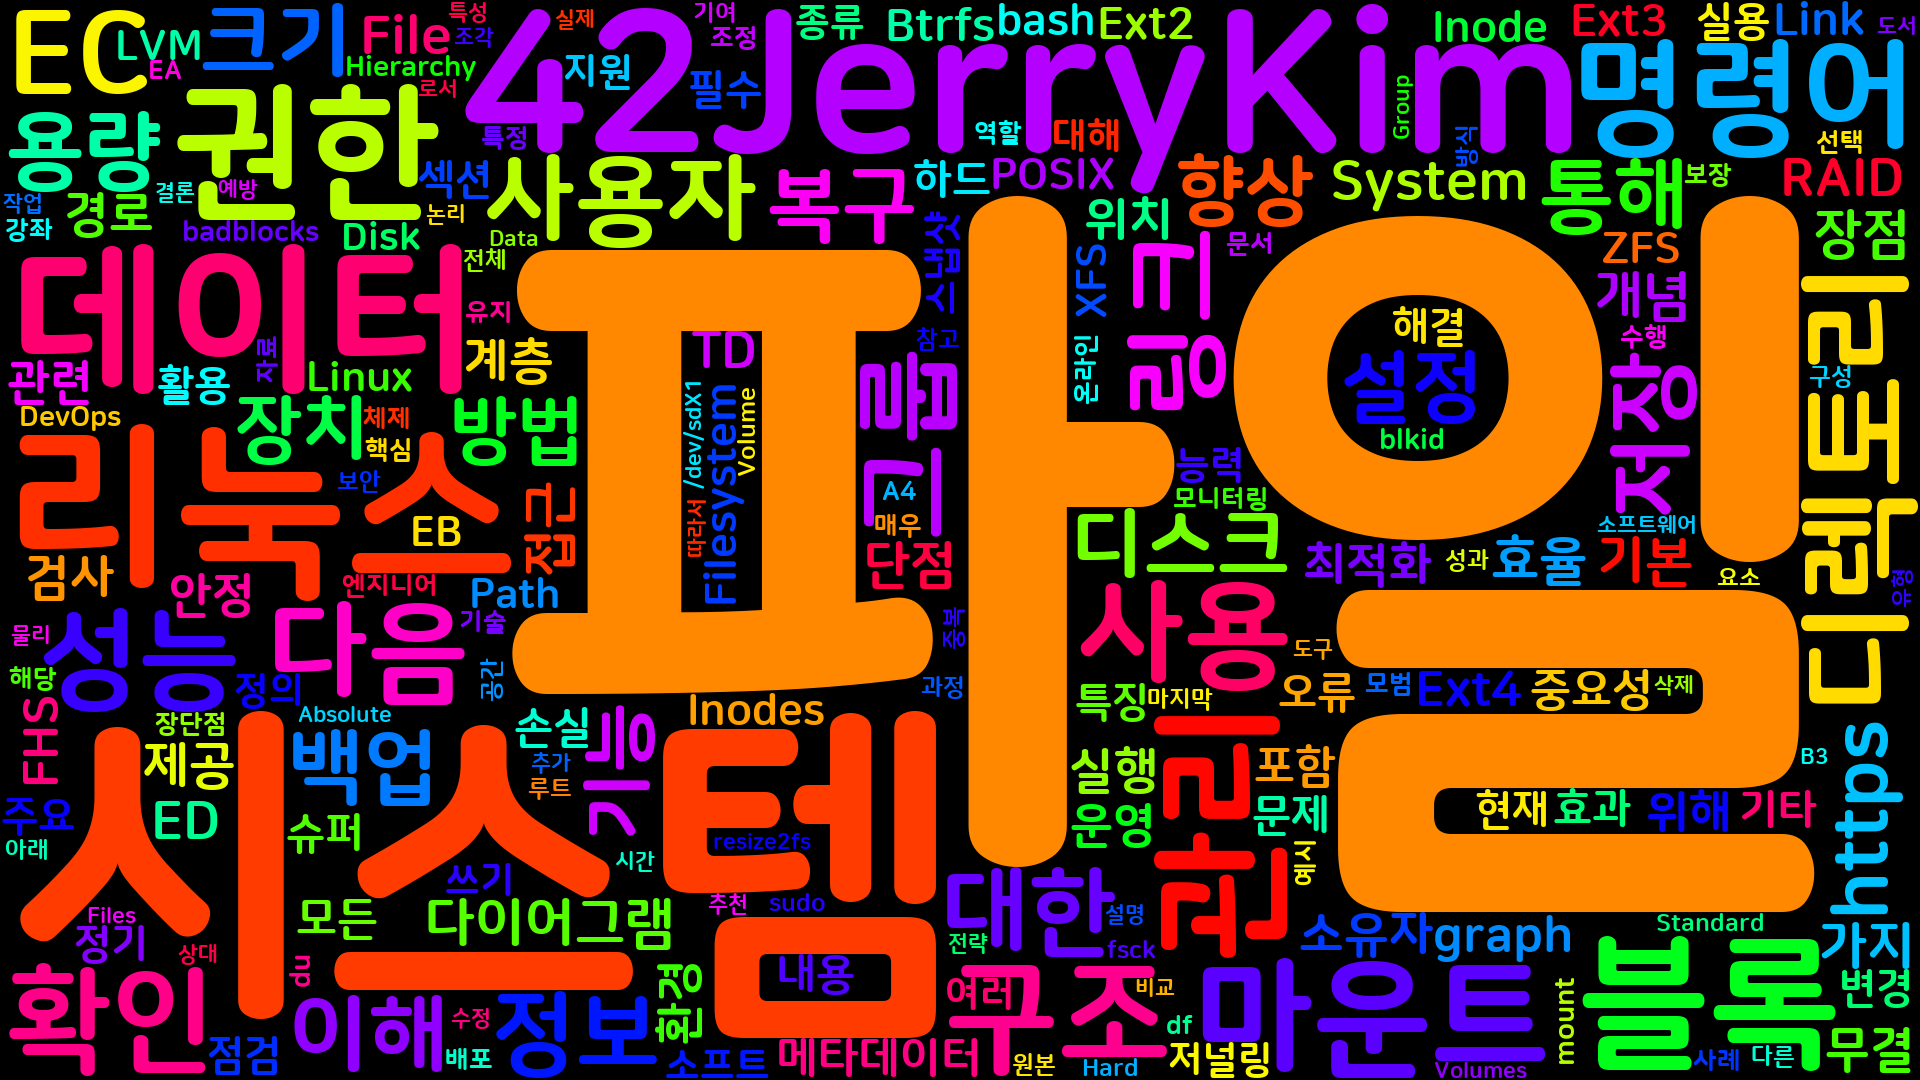 EC
LVM
EA
크기
File
Hierarchy
특성
조각
로서
42JerryKim
실제
지원
기여
조정
필수
종류
Btrfs
bash
Ext2
Inode
Ext3
실용
Link
도서
명령어
용량
권한
특정
섹션
사용자
복구
역할
대해
하드
POSIX
Group
방식
향상
System
통해
보장
선택
RAID
작업
강좌
경로
결론
예방
논리
badblocks
Disk
Data
전체
스냅샷
위치
XFS
링크
문서
ZFS
개념
장점
데이터
유지
파일
참고
온라인
해결
설정
blkid
수행
저장
구성
디렉토리
관련
활용
자료
Linux
계층
TD
/dev/sdX1
Volume
Filesystem
따라서
시스템
DevOps
장치
체제
핵심
방법
리눅스
보안
EB
접근
A4
매우
단점
능력
모니터링
디스크
소프트웨어
최적화
성과
효율
기본
요소
유형
검사
안정
엔지니어
Path
기술
중복
물리
성능
다음
사용
도구
해당
정의
공간
과정
특징
마지막
오류
모범
Ext4
중요성
삭제
FHS
장단점
Absolute
Inodes
손실
기능
관리
제공
백업
추가
루트
실행
포함
B3
https
주요
ED
슈퍼
resize2fs
시간
운영
문제
현재
효과
위해
기타
아래
쓰기
추천
sudo
대한
설명
육시
Files
정기
모든
다이어그램
전략
fsck
소유자
graph
Standard
가지
상대
du
확인
이해
수정
정보
환경
내용
여러
구조
비교
마운트
mount
블록
변경
점검
배포
소프트
메타데이터
원본
Hard
df
저널링
Volumes
사례
다른
무결